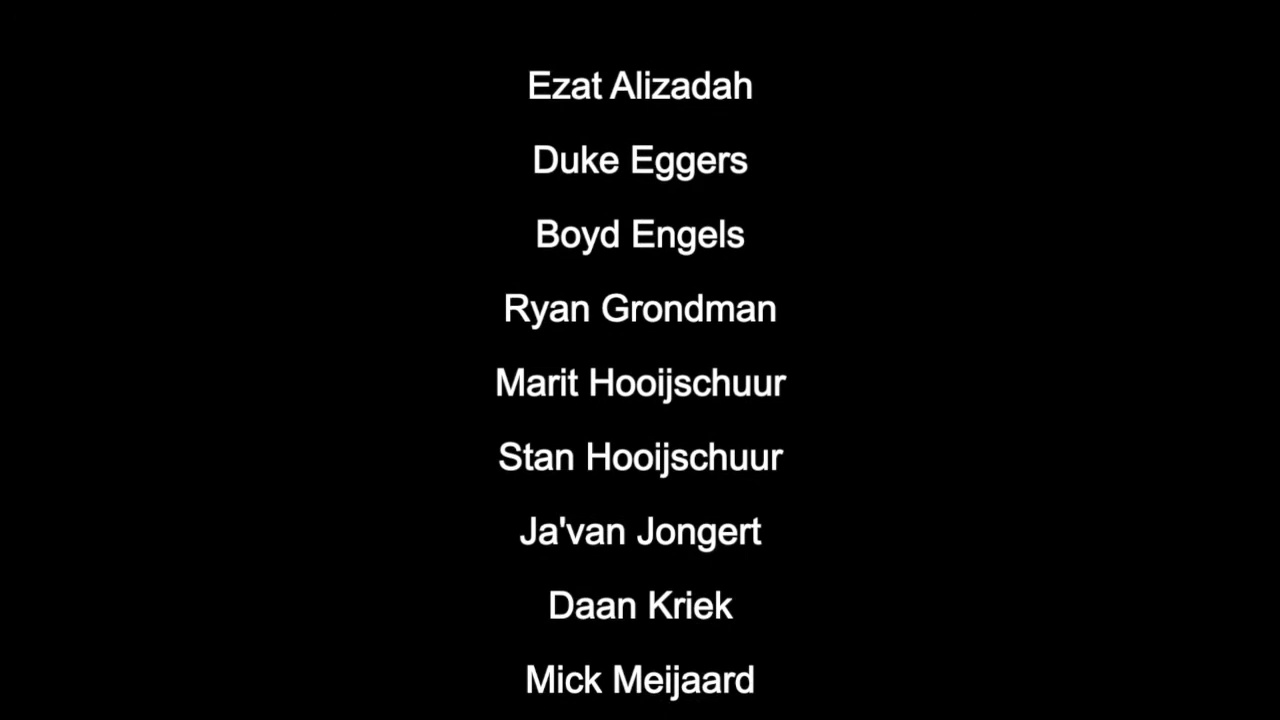 Ezat Alizadah
Duke Eggers
Boyd Engels
Ryan Grondman
Marit Hooijschuur
Stan Hooijschuur
Ja'van Jongert
Daan Kriek
Mick Meijaard